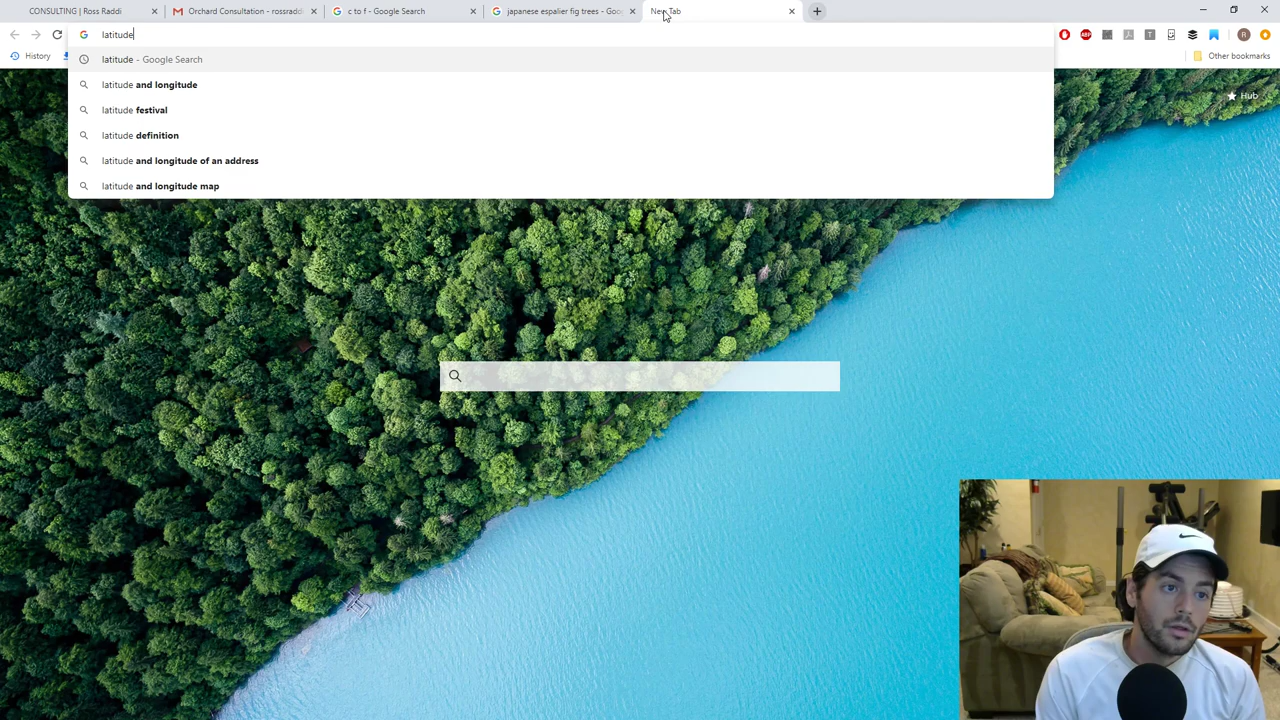 CONSULTING | Ross Raddi
Orchard Consultation - rossraddi
c to f - Google Search
japanese espalier fig trees - Goo
New Tab
latitude
History
Other bookmarks
latitude - Google Search
latitude and longitude
latitude festival
latitude definition
latitude and longitude of an address
latitude and longitude map
Hub
ABP
T
R